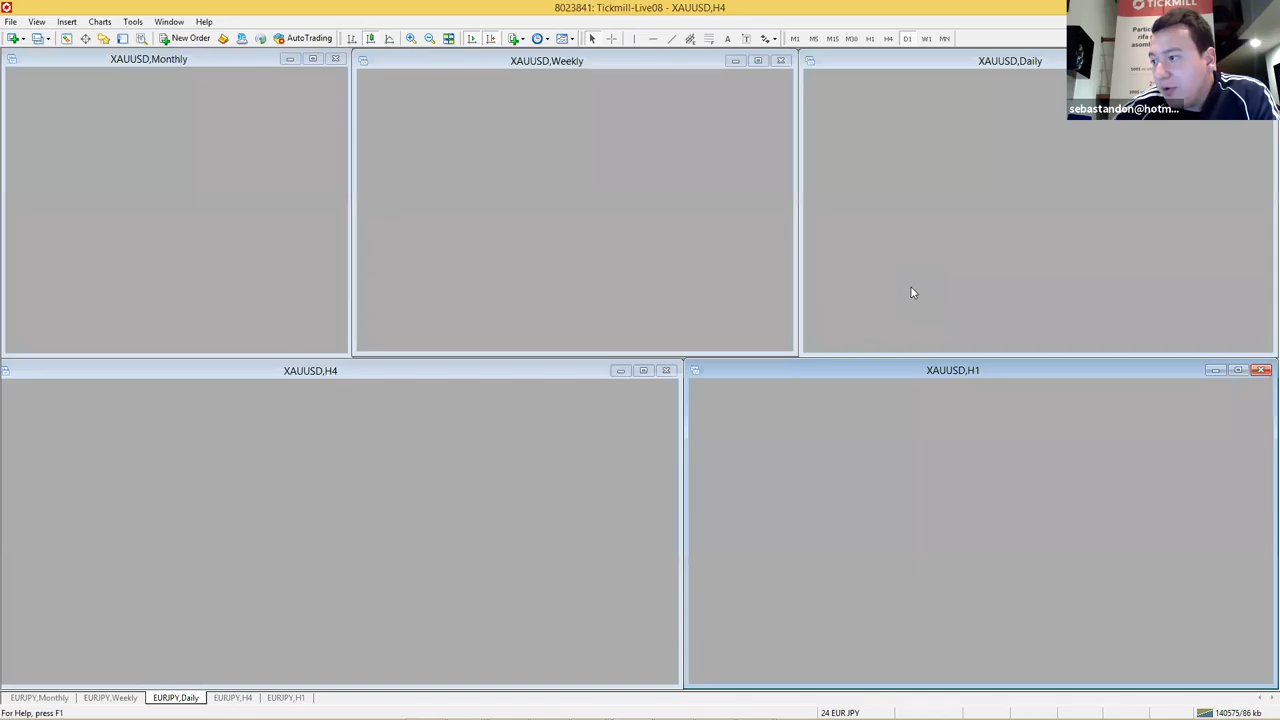 8023841: Tickmill-Live08 - XAUUSD,H4
File View Insert Charts Tools Window Help
New Order AutoTrading A T M1 M5 M15 M30 H1 H4 D1 W1 MN
TICKMILL
sebastandon@hotm...
XAUUSD,Monthly
XAUUSD,Weekly
XAUUSD,Daily
XAUUSD,H4
XAUUSD,H1
EURJPY,Monthly EURJPY,Weekly EURJPY,Daily EURJPY,H4 EURJPY,H1
For Help, press F1
24 EUR JPY
140575/86 kb